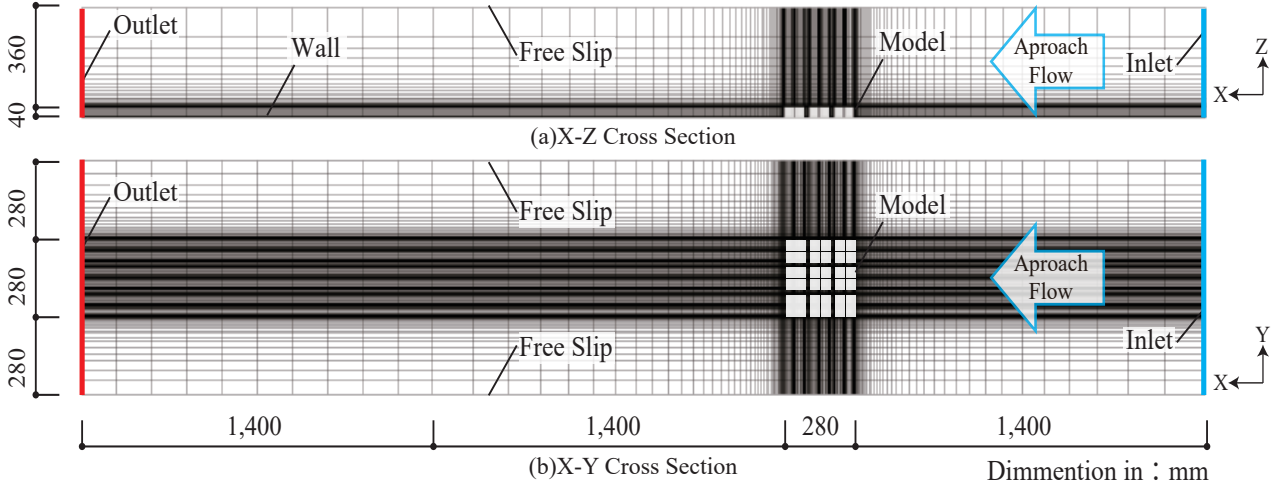 Outlet
Wall
Free Slip
Model
Aproach
Flow
Inlet
Z
X
360
40
(a)X-Z Cross Section
Outlet
Free Slip
Model
Aproach
Flow
Free Slip
Inlet
Y
X
280
280
280
1,400
1,400
280
1,400
(b)X-Y Cross Section
Dimmention in：mm